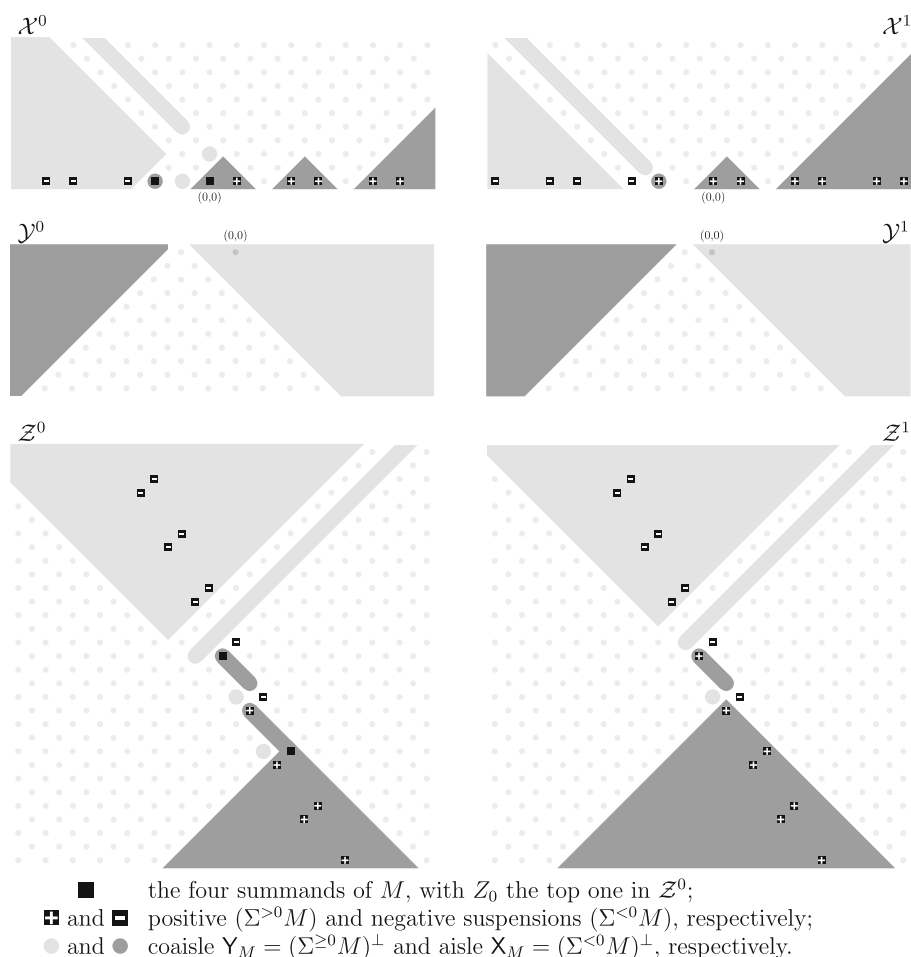 𝒳⁰ 𝒳¹
(0,0) (0,0)
𝒴⁰ (0,0) (0,0) 𝒴¹
𝒵⁰ 𝒵¹
the four summands of M, with Z₀ the top one in 𝒵⁰;
and positive (Σ^{>0}M) and negative suspensions (Σ^{<0}M), respectively;
and coaisle Y_M = (Σ^{≥0}M)^⊥ and aisle X_M = (Σ^{<0}M)^⊥, respectively.